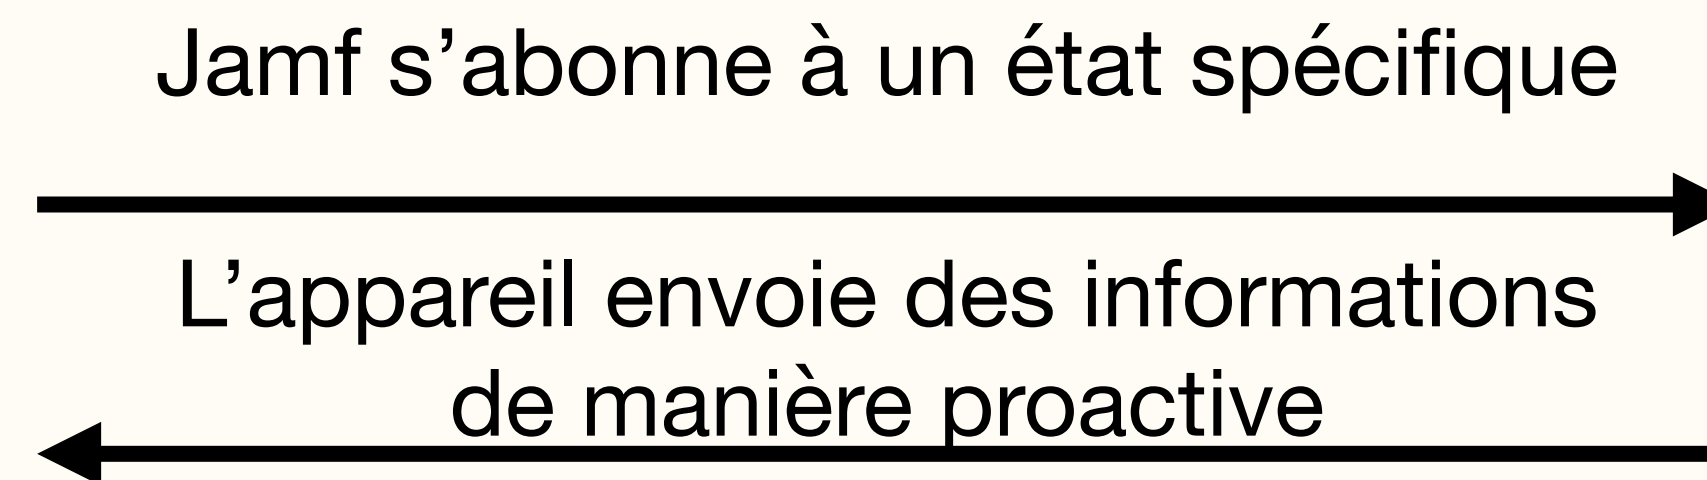 Jamf s’abonne à un état spécifique
L’appareil envoie des informations
de manière proactive